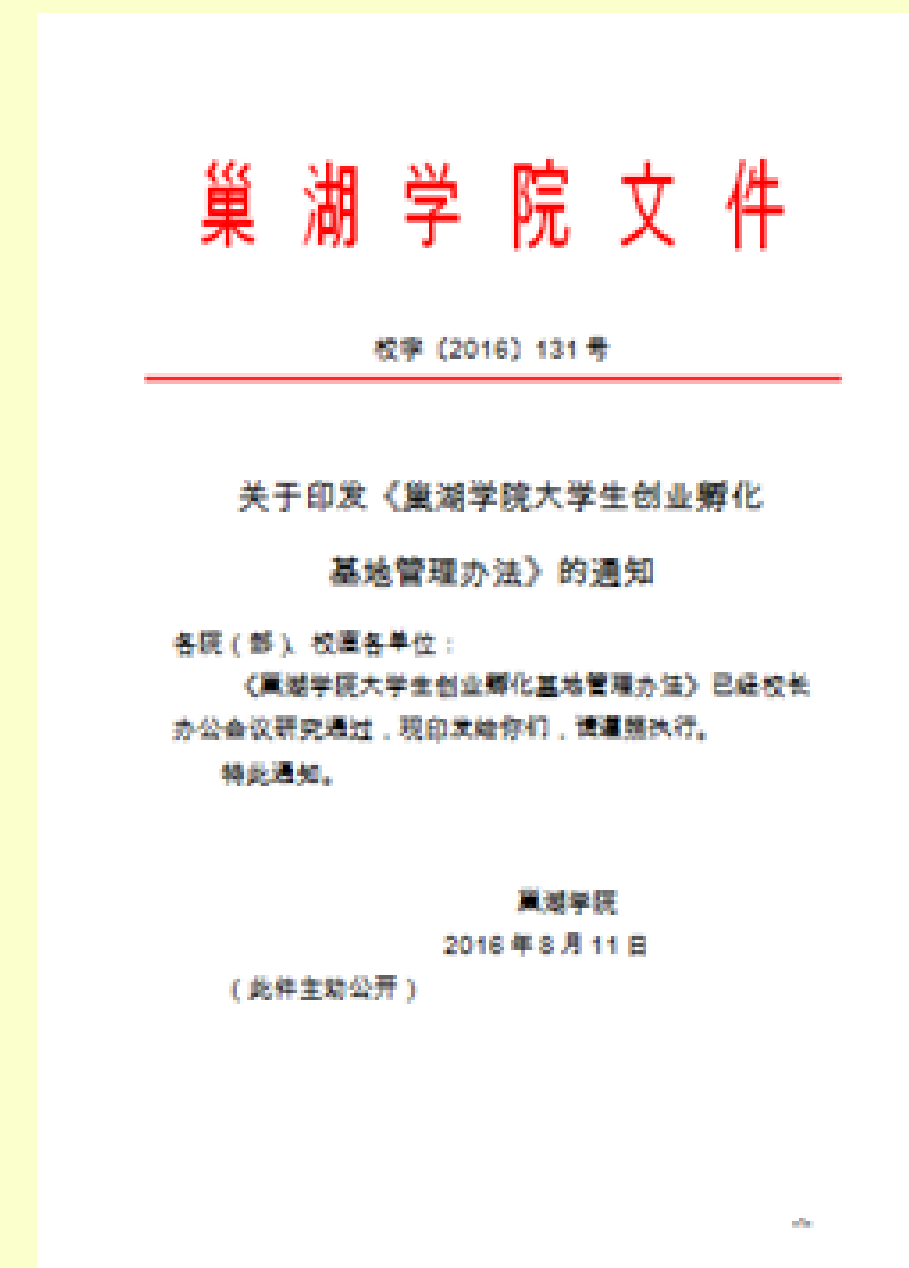 巢湖学院文件
校字〔2016〕131号
关于印发《巢湖学院大学生创业孵化
基地管理办法》的通知
各院（部）、校属各单位：
《巢湖学院大学生创业孵化基地管理办法》已经校长
办公会议研究通过，现印发给你们，请遵照执行。
特此通知。
巢湖学院
2016年8月11日
（此件主动公开）